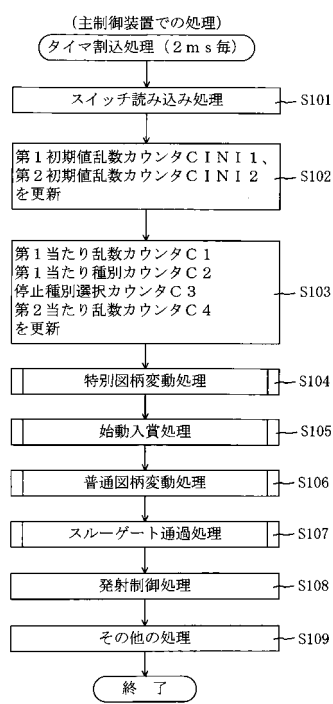 (主制御装置での処理)
タイマ割込処理(2ms毎)
スイッチ読み込み処理 S101
第1初期値乱数カウンタCINI1、
第2初期値乱数カウンタCINI2
を更新 S102
第1当たり乱数カウンタC1
第1当たり種別カウンタC2
停止種別選択カウンタC3
第2当たり乱数カウンタC4
を更新 S103
特別図柄変動処理 S104
始動入賞処理 S105
普通図柄変動処理 S106
スルーゲート通過処理 S107
発射制御処理 S108
その他の処理 S109
終了